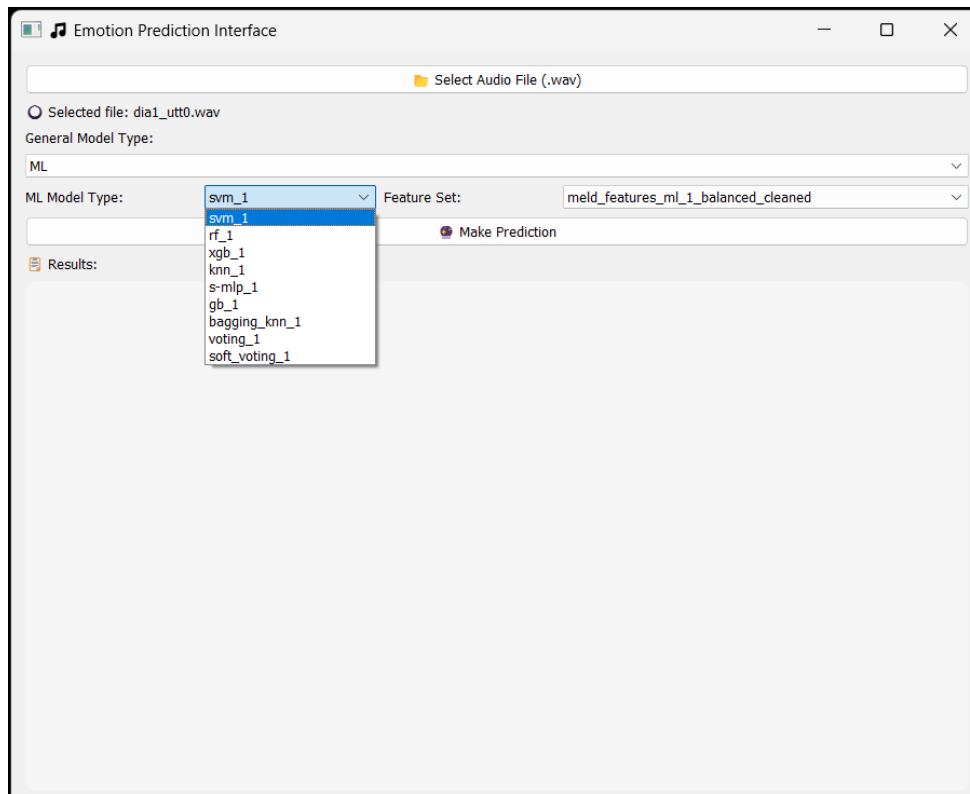 Emotion Prediction Interface
Select Audio File (.wav)
Selected file: dia1_utt0.wav
General Model Type:
ML
ML Model Type: svm_1 Feature Set: meld_features_ml_1_balanced_cleaned
svm_1
rf_1
xgb_1
knn_1
s-mlp_1
gb_1
bagging_knn_1
voting_1
soft_voting_1
Make Prediction
Results: